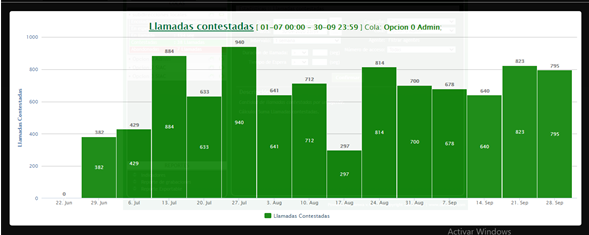 Llamadas contestadas [ 01-07 00:00 - 30-09 23:59 ] Cola: Opcion 0 Admin;
Llamadas Contestadas
1000
800
600
400
200
0
0 382 429 884 633 940 641 712 297 814 700 678 640 823 795
382 429 884 633 940 641 712 297 814 700 678 640 823 795
22. Jun 29. Jun 6. Jul 13. Jul 20. Jul 27. Jul 3. Aug 10. Aug 17. Aug 24. Aug 31. Aug 7. Sep 14. Sep 21. Sep 28. Sep
Llamadas Contestadas
Activar Windows